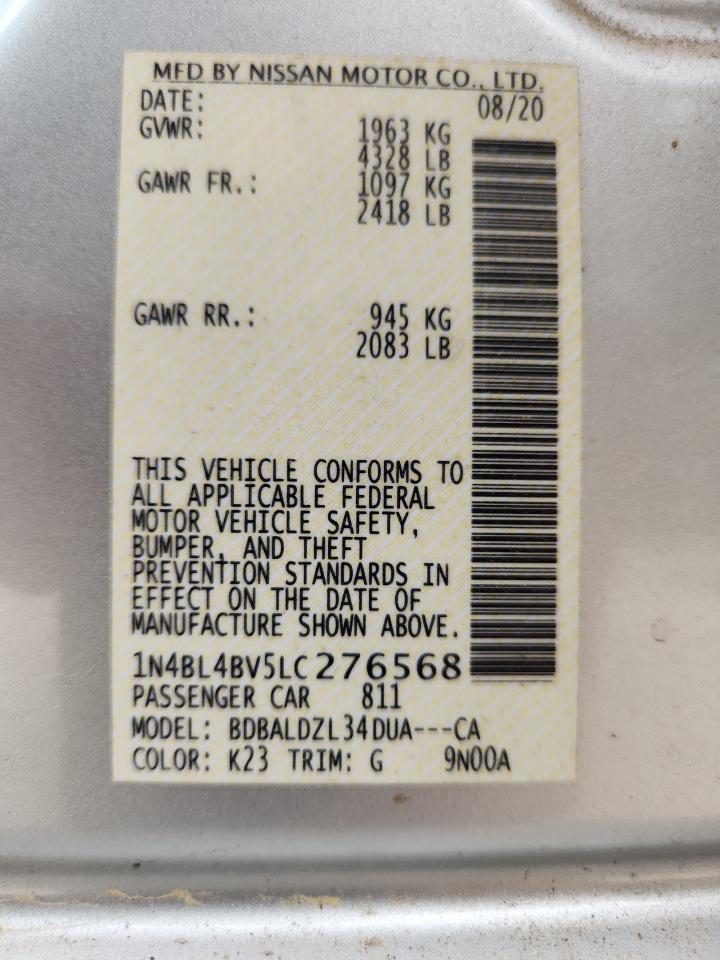 MFD BY NISSAN MOTOR CO., LTD.
DATE: 08/20
GVWR: 1963 KG
4328 LB
GAWR FR.: 1097 KG
2418 LB
GAWR RR.: 945 KG
2083 LB
THIS VEHICLE CONFORMS TO
ALL APPLICABLE FEDERAL
MOTOR VEHICLE SAFETY,
BUMPER, AND THEFT
PREVENTION STANDARDS IN
EFFECT ON THE DATE OF
MANUFACTURE SHOWN ABOVE.
1N4BL4BV5LC276568
PASSENGER CAR 811
MODEL: BDBALDZL34DUA---CA
COLOR: K23 TRIM: G 9N00A